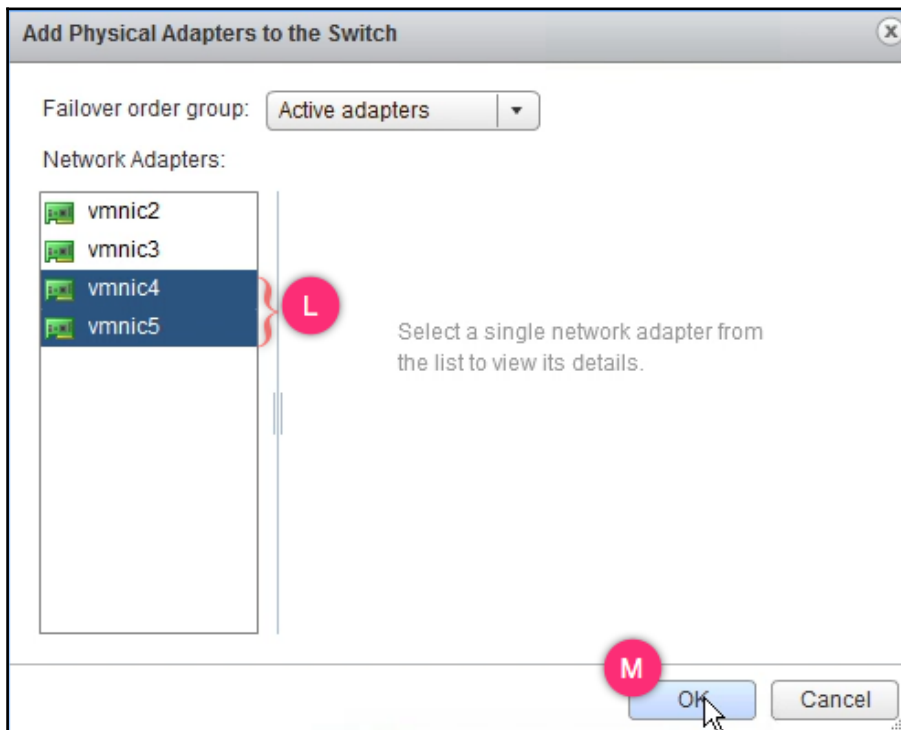 Add Physical Adapters to the Switch
Failover order group: Active adapters
Network Adapters:
vmnic2
vmnic3
vmnic4
vmnic5
L
Select a single network adapter from
the list to view its details.
M
OK Cancel